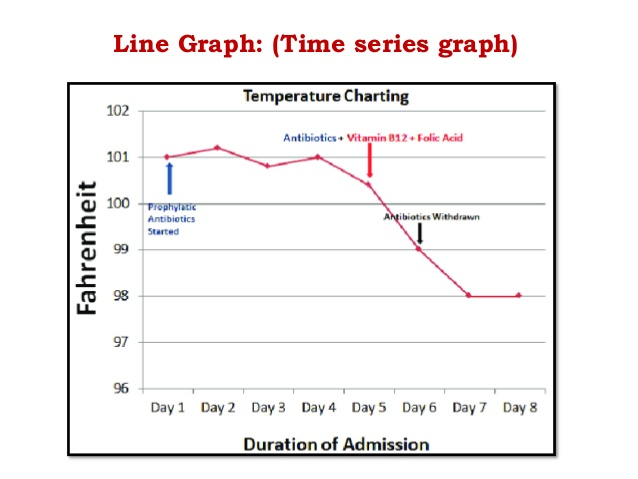 Line Graph: (Time series graph)
Temperature Charting
102
101
100
99
98
97
96
Fahrenheit
Antibiotics + Vitamin B12 + Folic Acid
Prophylatic
Antibiotics
Started
Antibiotics Withdrawn
Day 1 Day 2 Day 3 Day 4 Day 5 Day 6 Day 7 Day 8
Duration of Admission